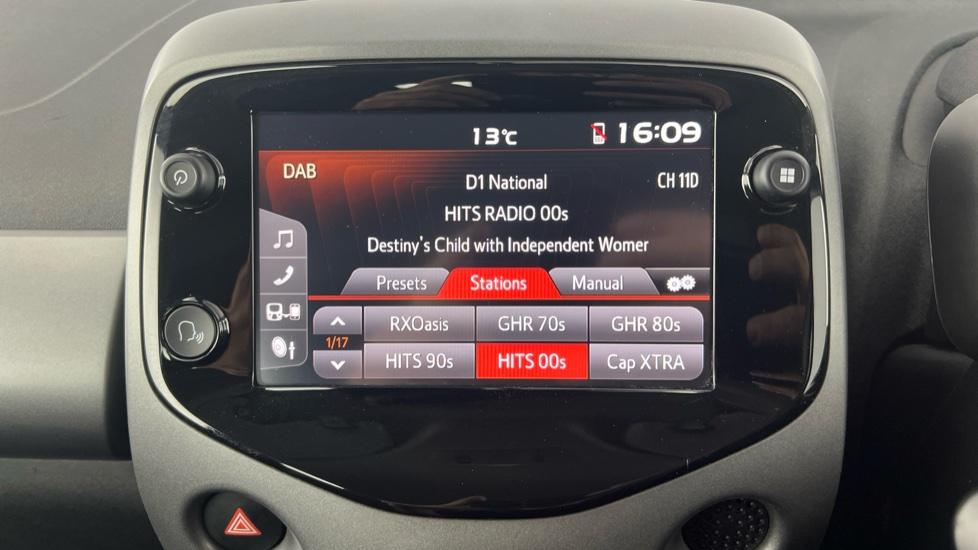 13°C 16:09
DAB
D1 National CH 11D
HITS RADIO 00s
Destiny's Child with Independent Womer
Presets Stations Manual
RXOasis GHR 70s GHR 80s
1/17
HITS 90s HITS 00s Cap XTRA